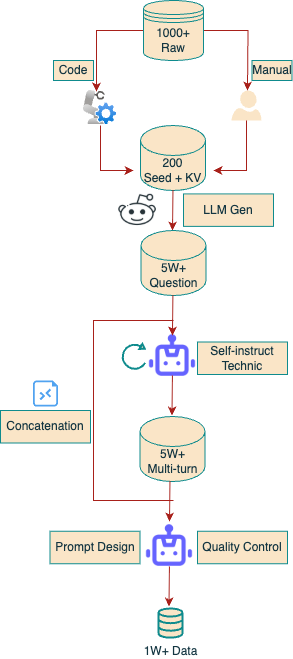 1000+
Raw
Code
Manual
200
Seed + KV
LLM Gen
5W+
Question
Self-instruct
Technic
Concatenation
5W+
Multi-turn
Prompt Design
Quality Control
1W+ Data